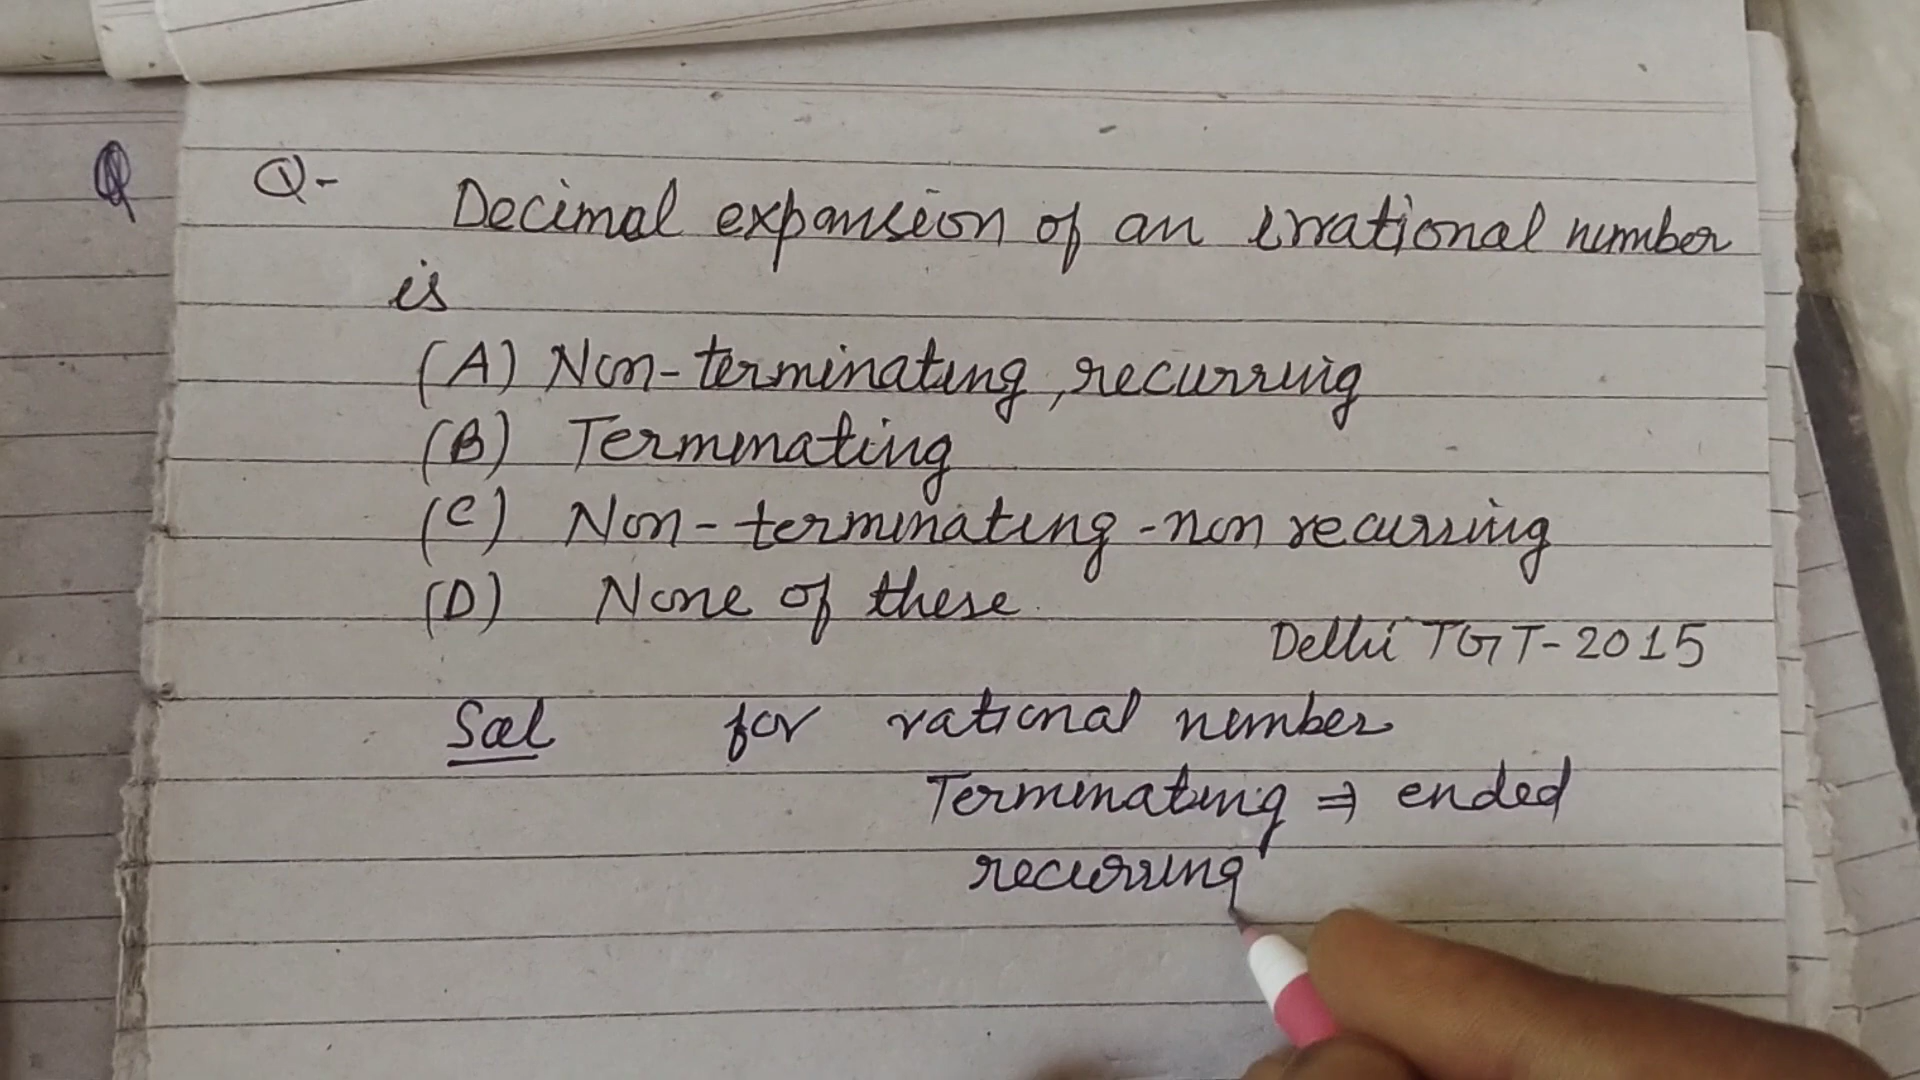 Q Q- Decimal expansion of an irrational number
is
(A) Non-terminating, recurring
(B) Terminating
(C) Non-terminating-non recurring
(D) None of these
Delhi TGT-2015
Sol for rational number
Terminating ⇒ ended
recurring